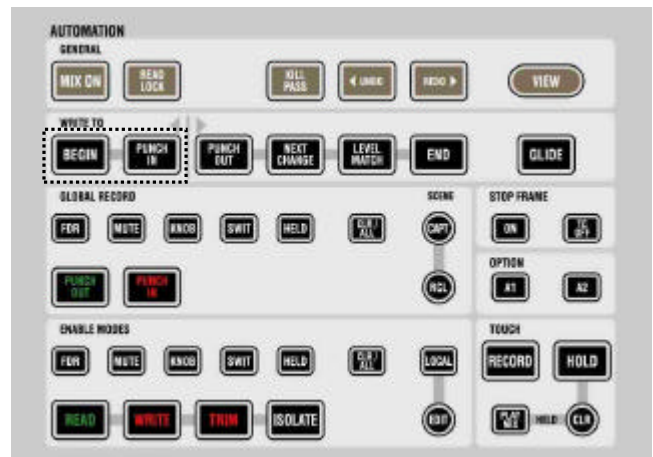 AUTOMATION
GENERAL
MIX ON
READ
LOCK
KILL
PASS
UNDO
REDO
VIEW
WRITE TO
BEGIN
PUNCH
IN
PUNCH
OUT
NEXT
CHANGE
LEVEL
MATCH
END
GLIDE
GLOBAL RECORD
SCENE
STOP FRAME
FDR
MUTE
KNOB
SWIT
HELD
CLR /
ALL
CAPT
ON
TC
OFF
OPTION
PUNCH
OUT
PUNCH
IN
RCL
A1
A2
ENABLE MODES
TOUCH
FDR
MUTE
KNOB
SWIT
HELD
CLR /
ALL
LOCAL
RECORD
HOLD
READ
WRITE
TRIM
ISOLATE
EDIT
HELD
CLR